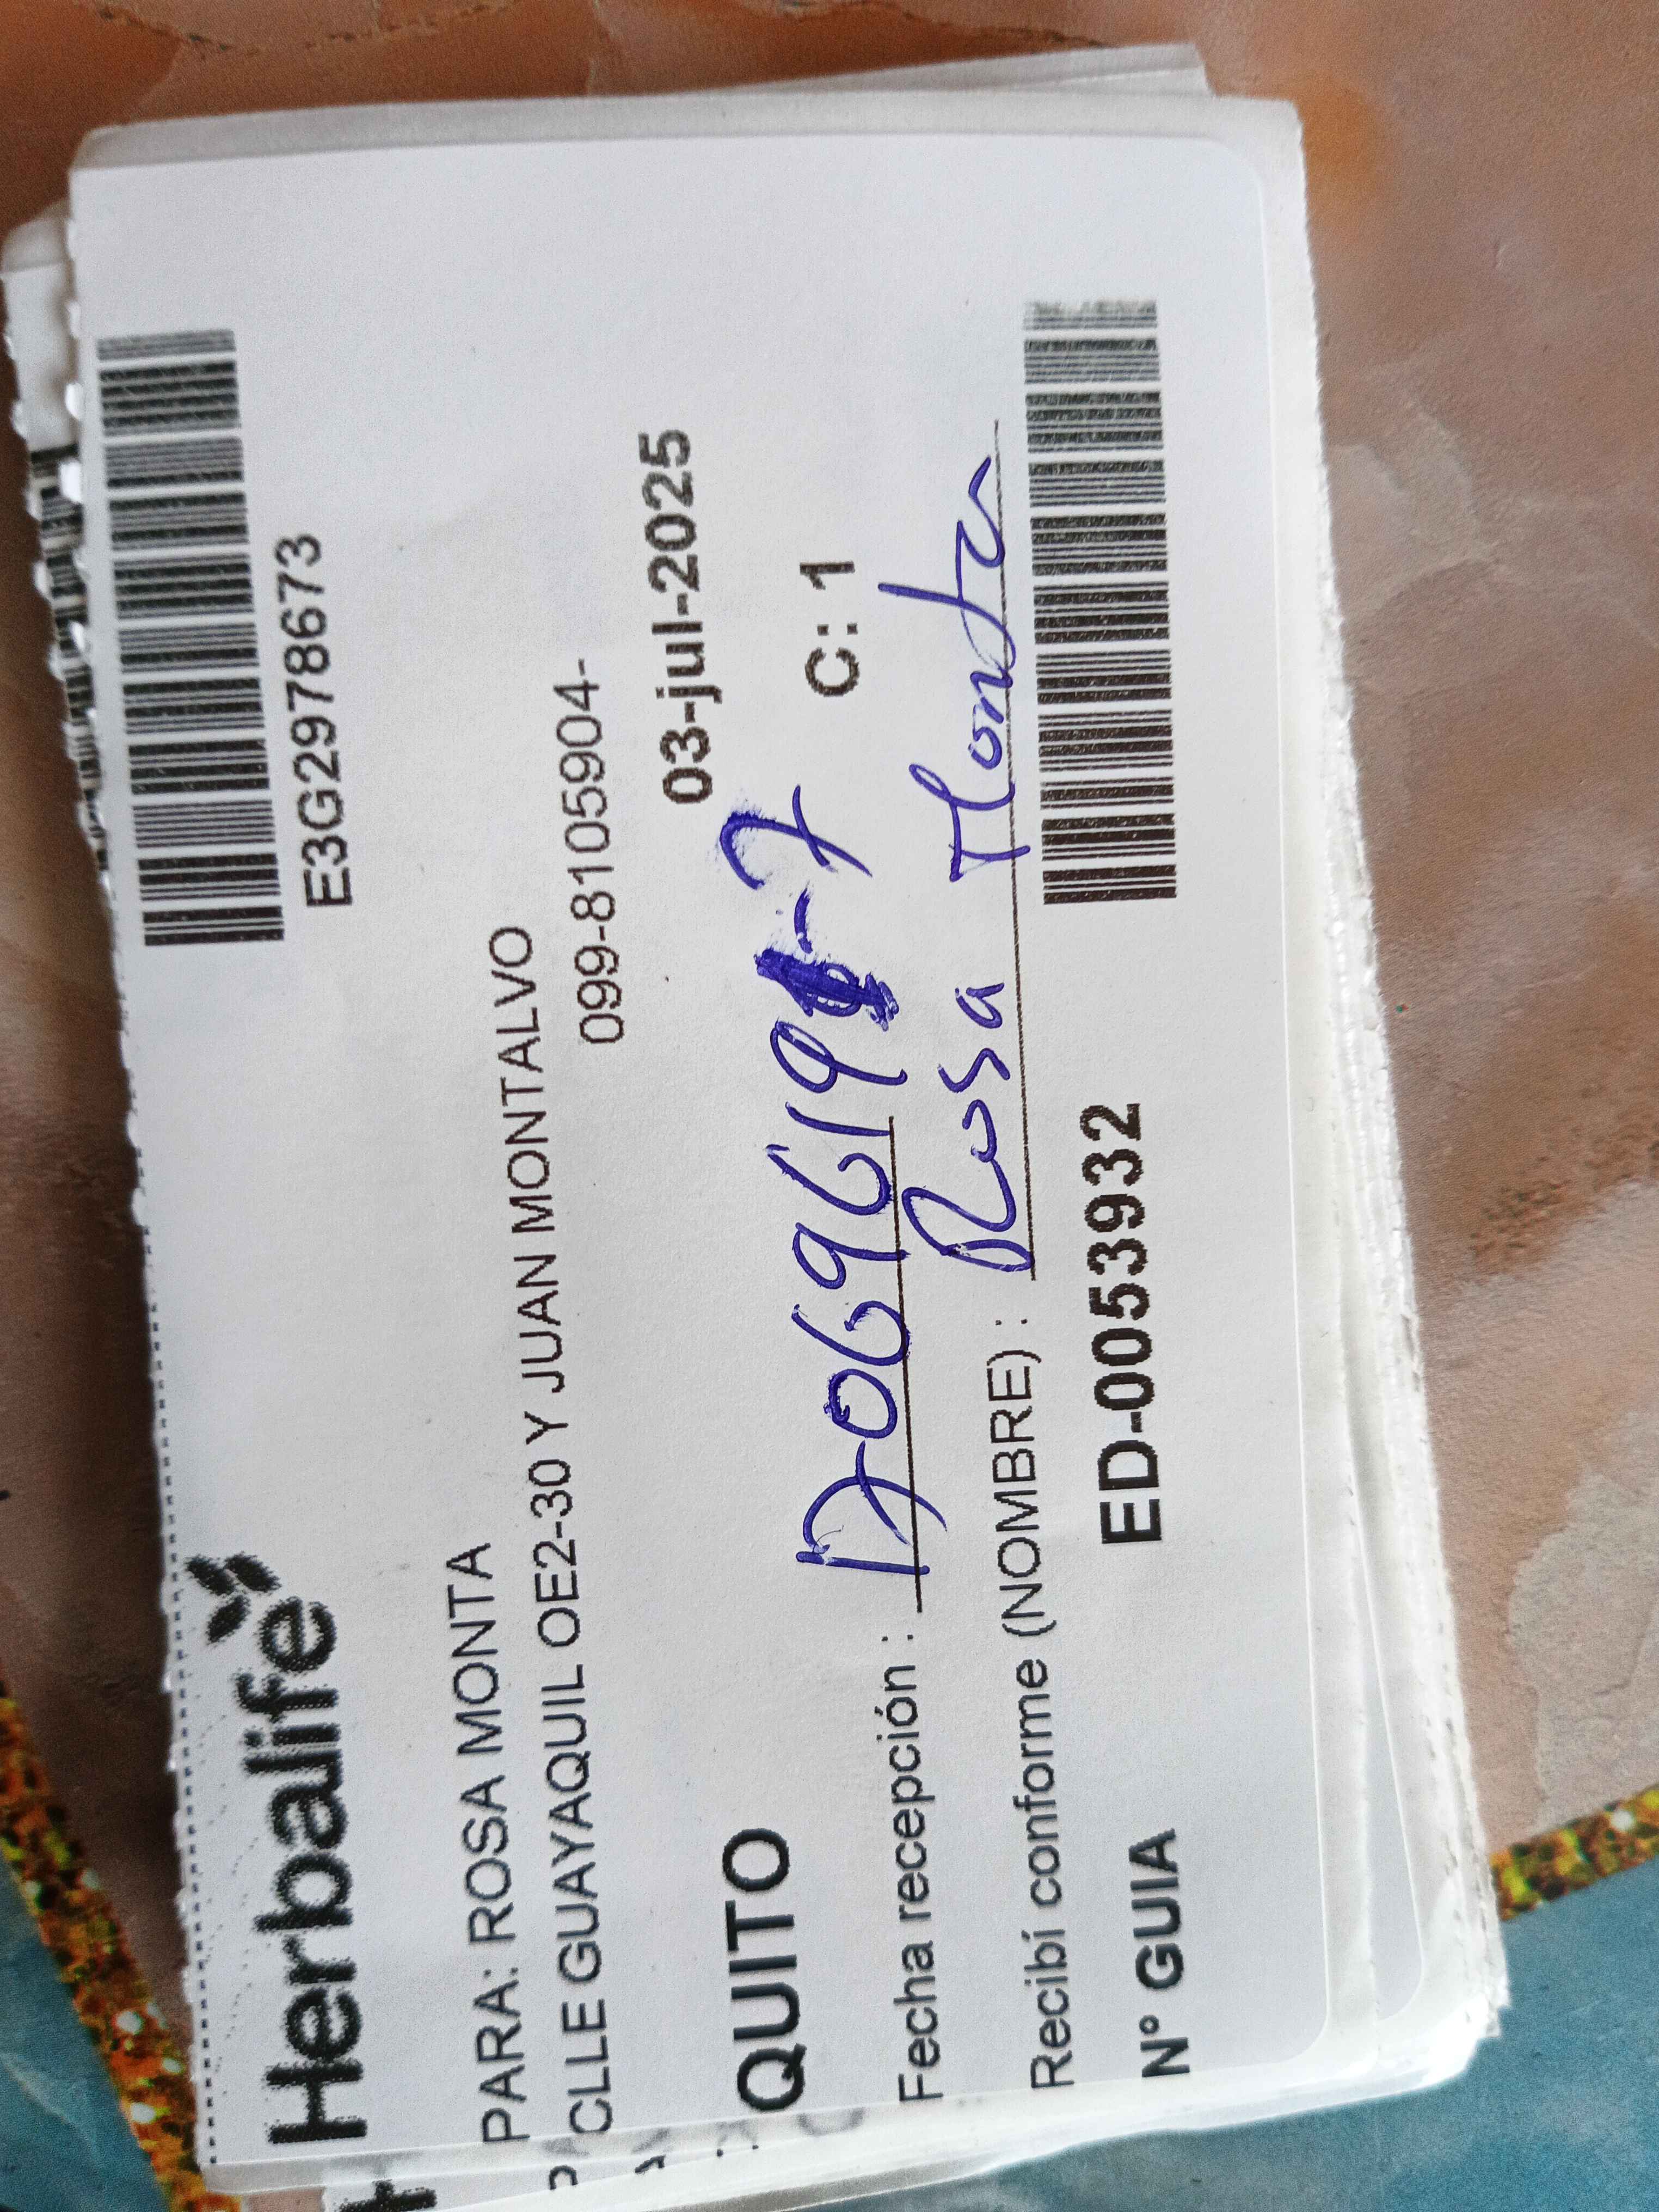 Herbalife
E3G2978673
PARA: ROSA MONTA
CLLE GUAYAQUIL OE2-30 Y JUAN MONTALVO
099-8105904-
03-jul-2025
QUITO
C: 1
Fecha recepción :
Recibí conforme (NOMBRE) : Rosa Monta
N° GUIA ED-0053932